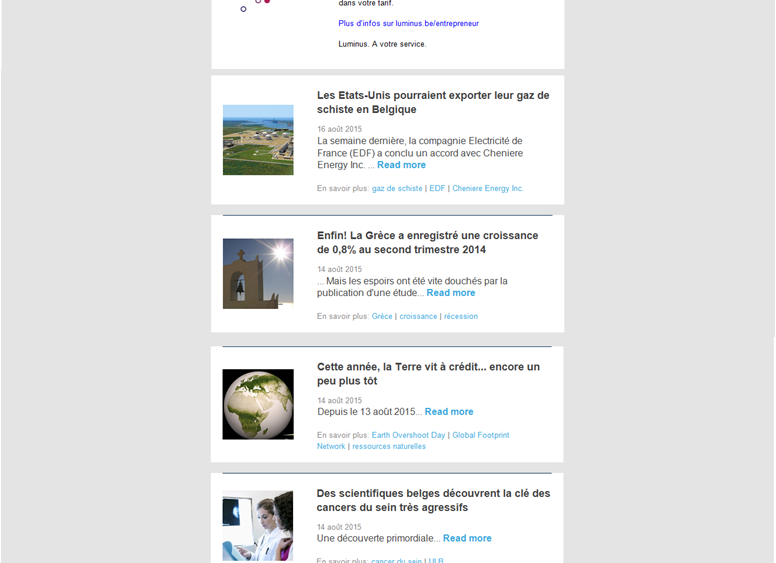 dans votre tarif.
Plus d'infos sur luminus.be/entrepreneur
Luminus. A votre service.
Les Etats-Unis pourraient exporter leur gaz de
schiste en Belgique
16 août 2015
La semaine dernière, la compagnie Electricité de
France (EDF) a conclu un accord avec Cheniere
Energy Inc. ... Read more
En savoir plus: gaz de schiste | EDF | Cheniere Energy Inc.
Enfin! La Grèce a enregistré une croissance
de 0,8% au second trimestre 2014
14 août 2015
... Mais les espoirs ont été vite douchés par la
publication d'une étude... Read more
En savoir plus: Grèce | croissance | récession
Cette année, la Terre vit à crédit... encore un
peu plus tôt
14 août 2015
Depuis le 13 août 2015... Read more
En savoir plus: Earth Overshoot Day | Global Footprint
Network | ressources naturelles
Des scientifiques belges découvrent la clé des
cancers du sein très agressifs
14 août 2015
Une découverte primordiale... Read more
En savoir plus: cancer du sein | ULB